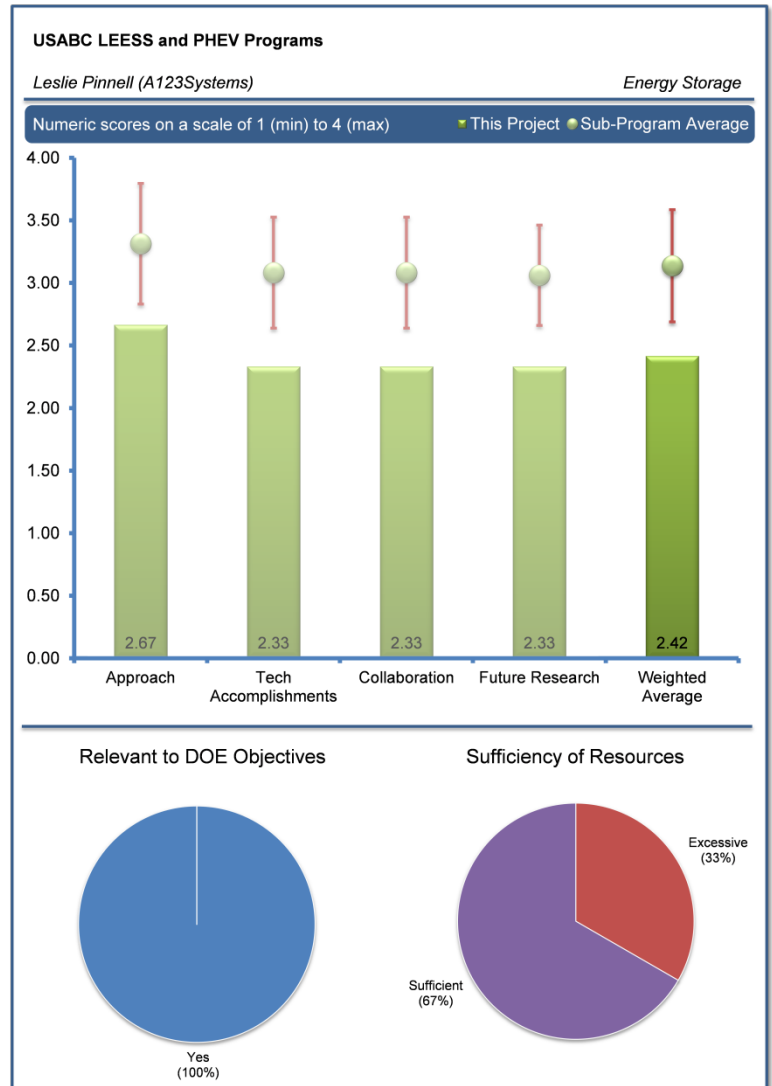 USABC LEESS and PHEV Programs
Leslie Pinnell (A123Systems) Energy Storage
Numeric scores on a scale of 1 (min) to 4 (max) This Project Sub-Program Average
4.00
3.50
3.00
2.50
2.00
1.50
1.00
0.50
0.00
2.67 2.33 2.33 2.33 2.42
Approach Tech Accomplishments Collaboration Future Research Weighted Average
Relevant to DOE Objectives Sufficiency of Resources
Yes
(100%)
Excessive
(33%)
Sufficient
(67%)